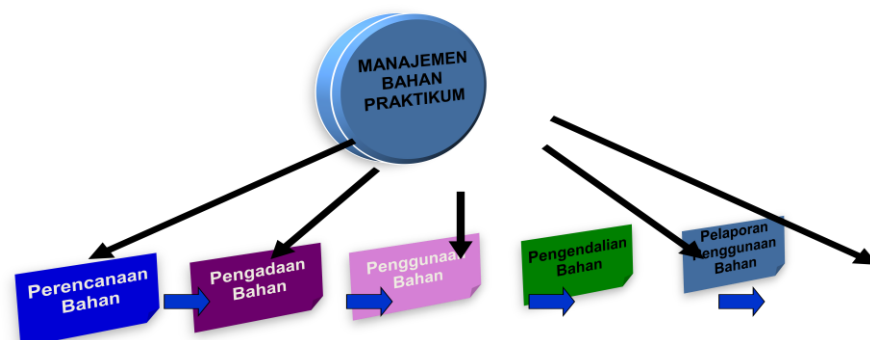 MANAJEMEN
BAHAN
PRAKTIKUM
Perencanaan
Bahan
Pengadaan
Bahan
Penggunaan
Bahan
Pengendalian
Bahan
Pelaporan
Penggunaan
Bahan